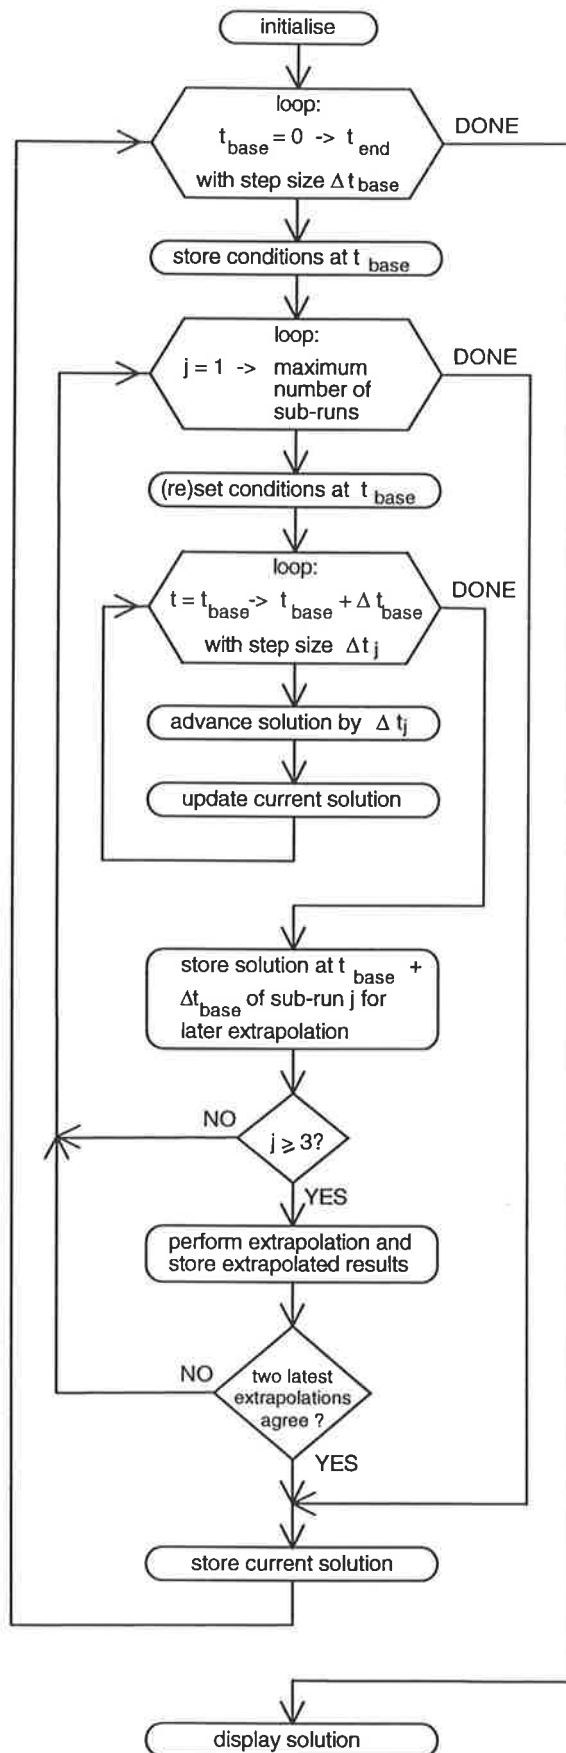 initialise
loop:
t base = 0 -> t end
DONE
with step size Δ t base
store conditions at t base
loop:
DONE
j = 1 -> maximum
number of
sub-runs
(re)set conditions at t base
loop:
DONE
t = t base -> t base + Δ t base
with step size Δ t j
advance solution by Δ t j
update current solution
store solution at t base +
Δt base of sub-run j for
later extrapolation
NO
j ⩾ 3?
YES
perform extrapolation and
store extrapolated results
NO
two latest
extrapolations
agree ?
YES
store current solution
display solution